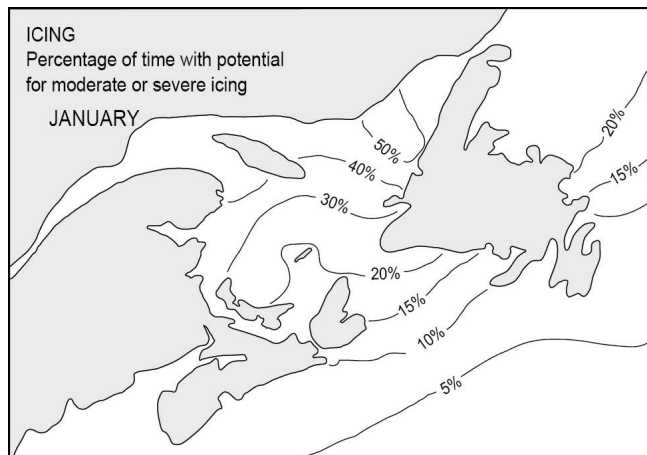 ICING
Percentage of time with potential
for moderate or severe icing
JANUARY
20%
50%
40%
15%
30%
20%
15%
10%
5%